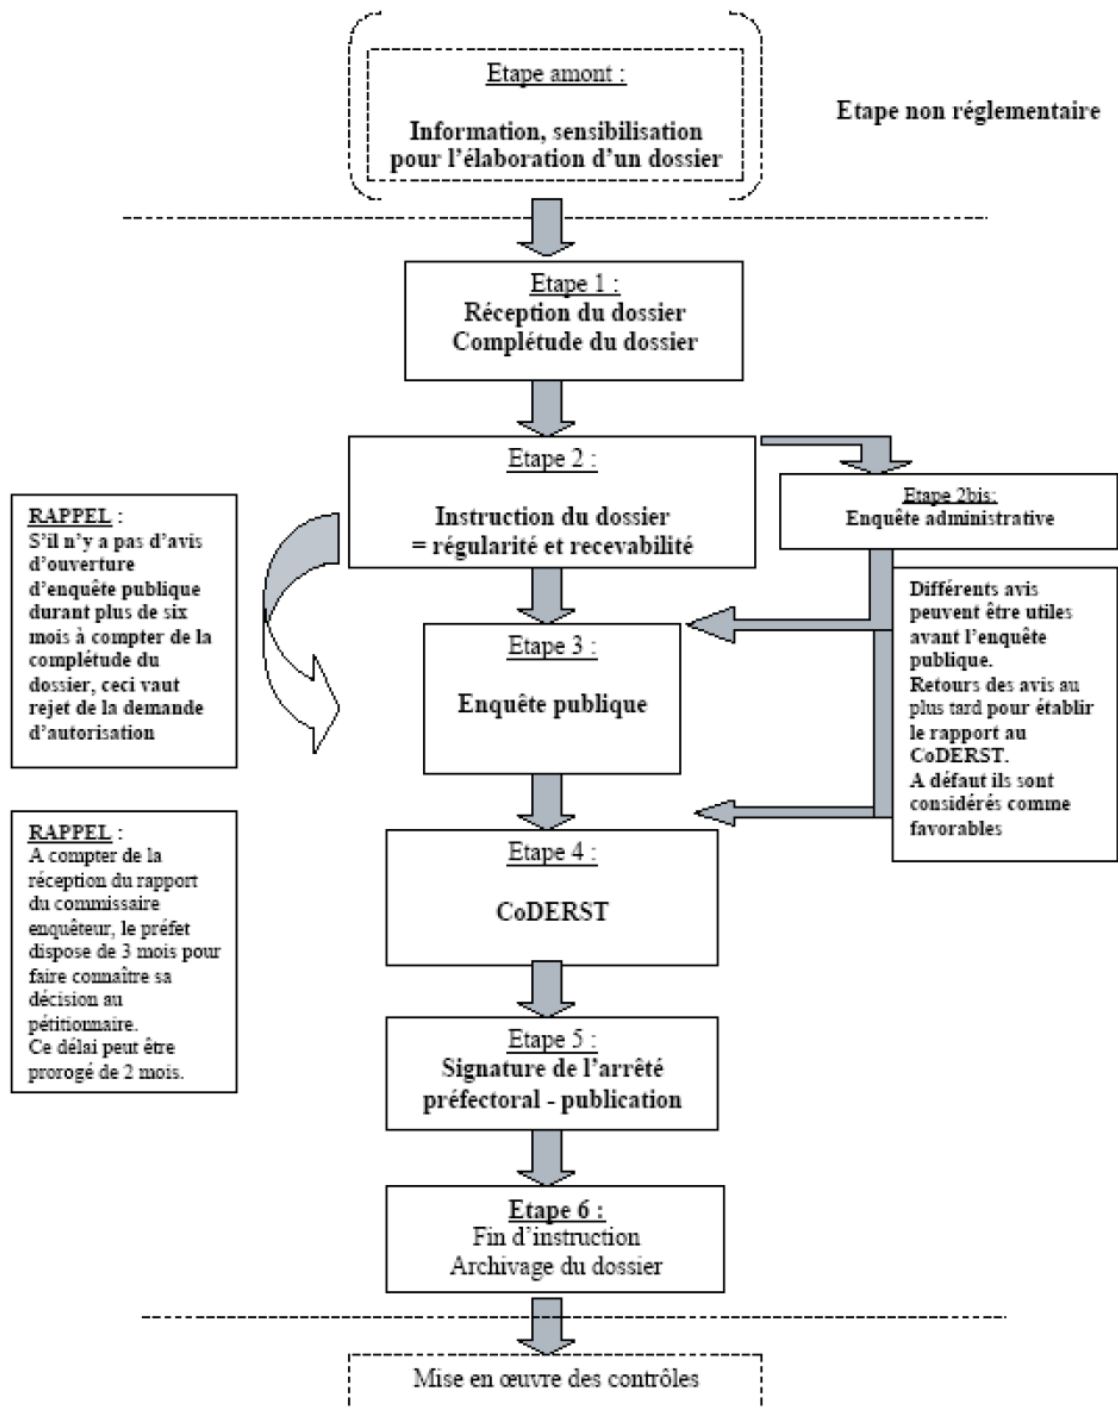 Etape amont :
Information, sensibilisation
pour l'élaboration d'un dossier
Etape non réglementaire
Etape 1 :
Réception du dossier
Complétude du dossier
Etape 2 :
Instruction du dossier
= régularité et recevabilité
Etape 2bis:
Enquête administrative
RAPPEL :
S'il n'y a pas d'avis
d'ouverture
d'enquête publique
durant plus de six
mois à compter de la
complétude du
dossier, ceci vaut
rejet de la demande
d'autorisation
Différents avis
peuvent être utiles
avant l'enquête
publique.
Retours des avis au
plus tard pour établir
le rapport au
CoDERST.
A défaut ils sont
considérés comme
favorables
Etape 3 :
Enquête publique
RAPPEL :
A compter de la
réception du rapport
du commissaire
enquêteur, le préfet
dispose de 3 mois pour
faire connaître sa
décision au
pétitionnaire.
Ce délai peut être
prorogé de 2 mois.
Etape 4 :
CoDERST
Etape 5 :
Signature de l'arrêté
préfectoral - publication
Etape 6 :
Fin d'instruction
Archivage du dossier
Mise en œuvre des contrôles